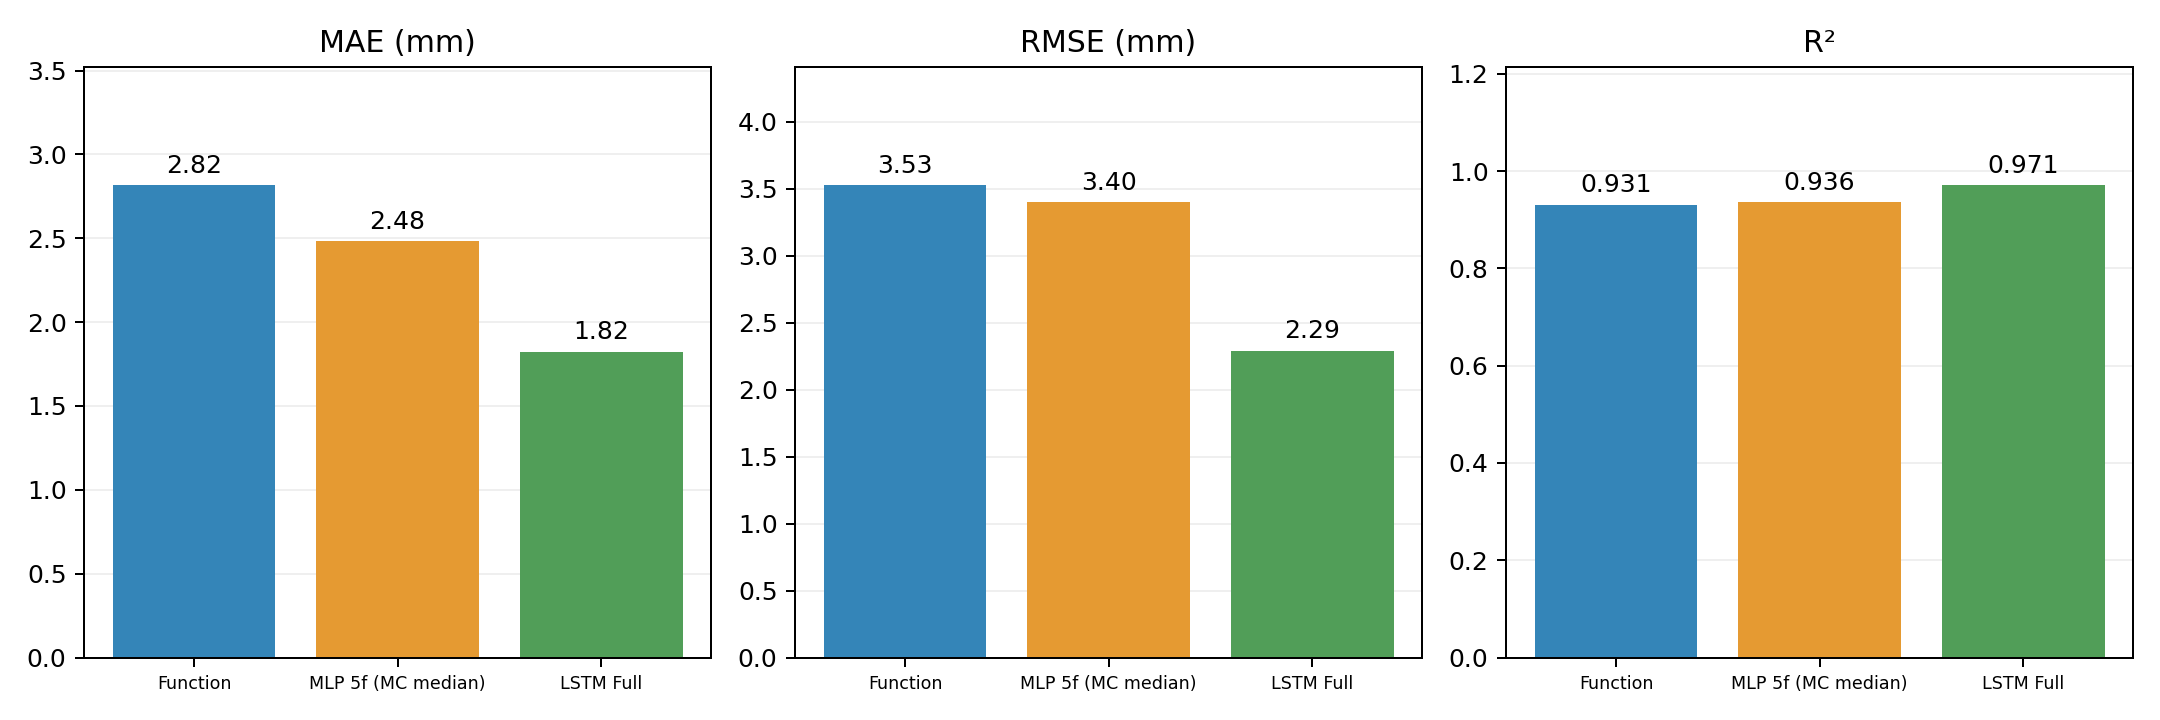 MAE (mm)
3.5
3.0
2.5
2.0
1.5
1.0
0.5
0.0
2.82
2.48
1.82
Function
MLP 5f (MC median)
LSTM Full
RMSE (mm)
4.0
3.5
3.0
2.5
2.0
1.5
1.0
0.5
0.0
3.53
3.40
2.29
Function
MLP 5f (MC median)
LSTM Full
R²
1.2
1.0
0.8
0.6
0.4
0.2
0.0
0.931
0.936
0.971
Function
MLP 5f (MC median)
LSTM Full